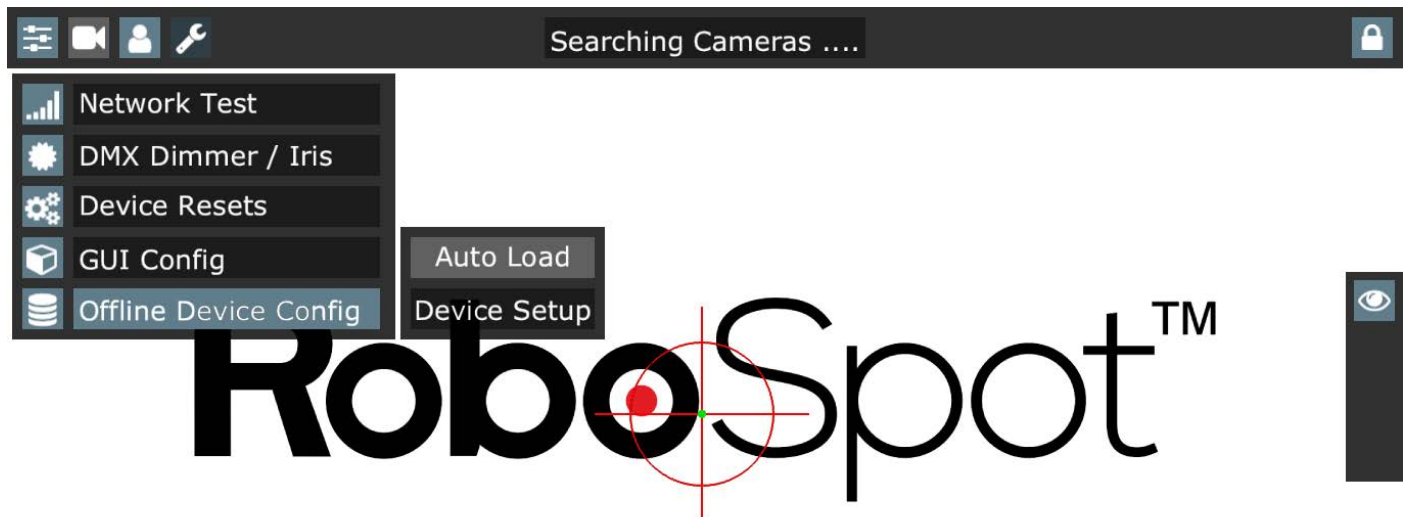 Searching Cameras ....
Network Test
DMX Dimmer / Iris
Device Resets
GUI Config
Offline Device Config
Auto Load
Device Setup
RoboSpot™